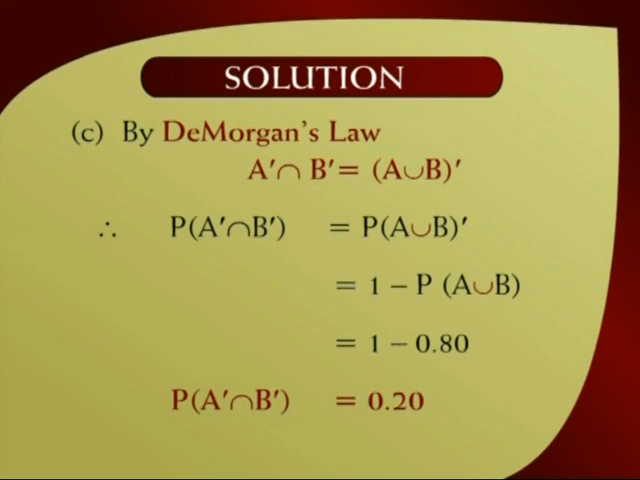 SOLUTION
(c) By DeMorgan's Law
A′∩ B′= (A∪B)′
∴ P(A′∩B′) = P(A∪B)′
= 1 – P (A∪B)
= 1 – 0.80
P(A′∩B′) = 0.20